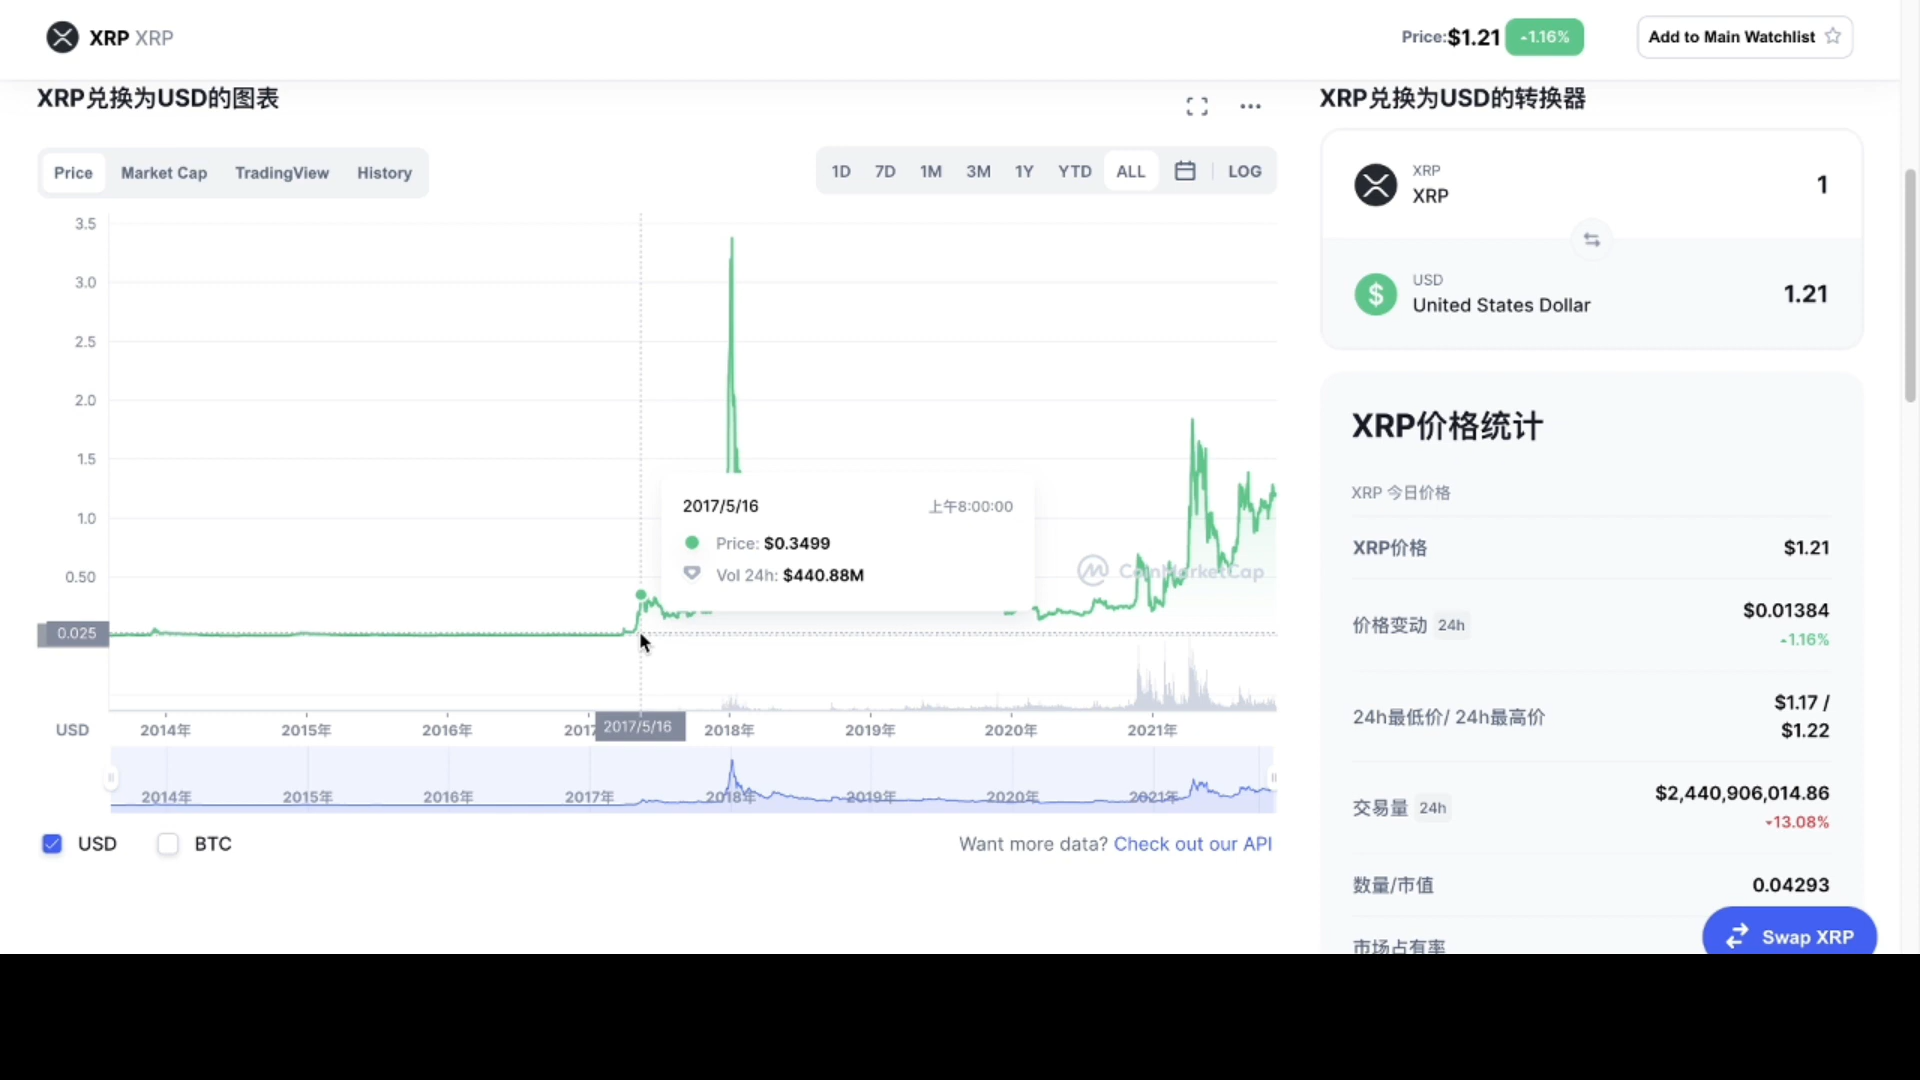 XRP XRP
Price:$1.21 1.16%
Add to Main Watchlist
XRP兑换为USD的图表
Price Market Cap TradingView History
1D 7D 1M 3M 1Y YTD ALL LOG
3.5
3.0
2.5
2.0
1.5
1.0
0.50
0.025
2017/5/16 上午8:00:00
Price: $0.3499
Vol 24h: $440.88M
CoinMarketCap
USD 2014年 2015年 2016年 2017 2017/5/16 2018年 2019年 2020年 2021年
2014年 2015年 2016年 2017年 2018年 2019年 2020年 2021年
USD BTC
Want more data? Check out our API
XRP兑换为USD的转换器
XRP
XRP
1
$
USD
United States Dollar
1.21
XRP价格统计
XRP 今日价格
XRP价格 $1.21
价格变动 24h $0.01384
1.16%
24h最低价/ 24h最高价 $1.17 /
$1.22
交易量 24h $2,440,906,014.86
13.08%
数量/市值 0.04293
市场占有率
Swap XRP